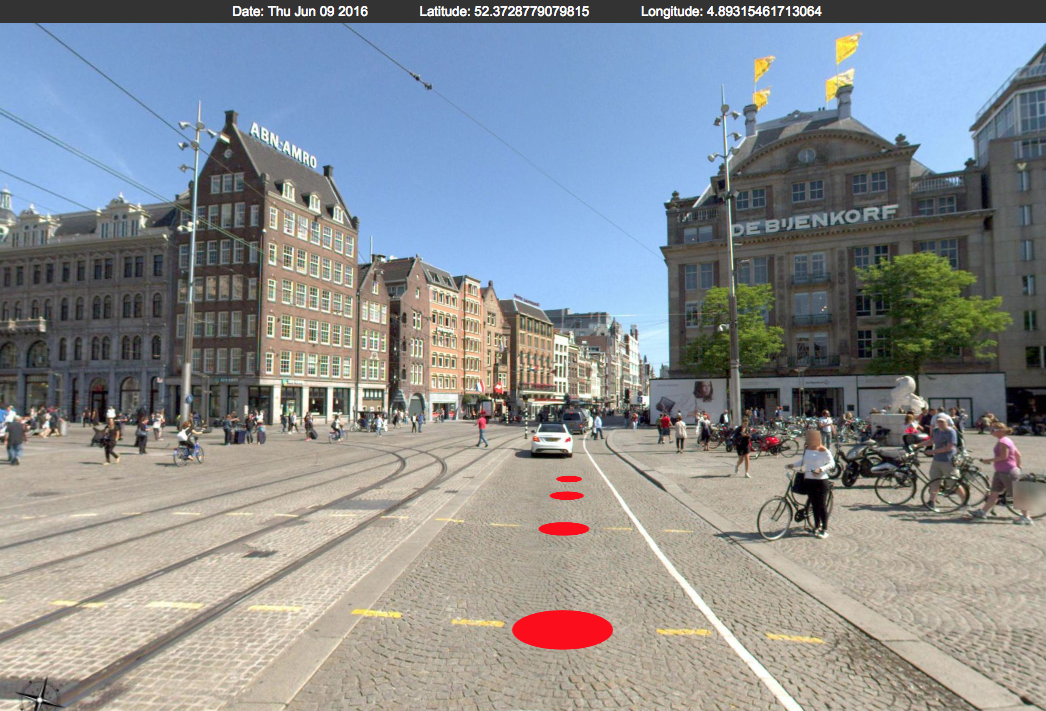 Date: Thu Jun 09 2016 Latitude: 52.3728779079815 Longitude: 4.89315461713064
ABN·AMRO
DE BIJENKORF